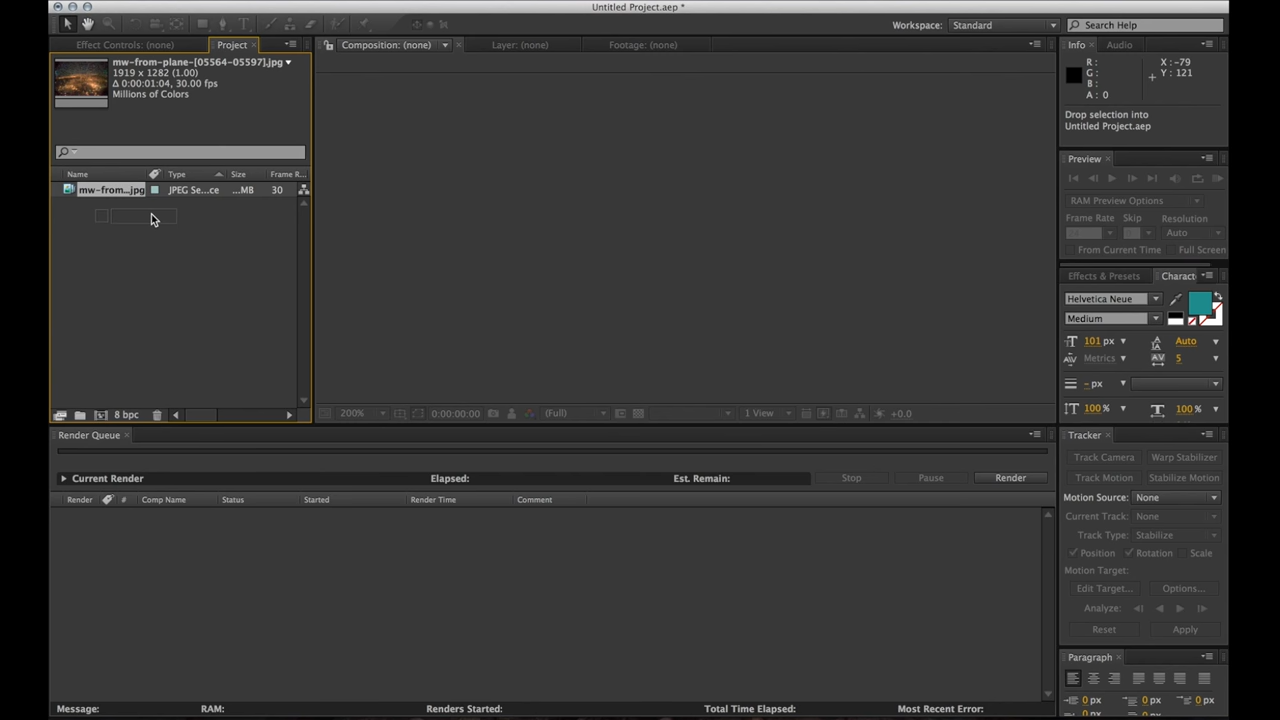 Untitled Project.aep *
Workspace: Standard
Search Help
Effect Controls: (none)
Project
Composition: (none)
Layer: (none)
Footage: (none)
Info
Audio
mw-from-plane-[05564-05597].jpg
1919 x 1282 (1.00)
Δ 0:00:01:04, 30.00 fps
Millions of Colors
R :
G :
B :
A : 0
X : -79
Y : 121
Drop selection into
Untitled Project.aep
Name
Type
Size
Frame R...
mw-from...jpg
JPEG Se...ce
...MB
30
8 bpc
200%
0:00:00:00
(Full)
1 View
+0.0
Preview
RAM Preview Options
Frame Rate
Skip
Resolution
Auto
From Current Time
Full Screen
Effects & Presets
Charact
Helvetica Neue
Medium
101 px
Auto
Metrics
5
- px
100 %
100 %
Render Queue
Current Render
Elapsed:
Est. Remain:
Stop
Pause
Render
Render
#
Comp Name
Status
Started
Render Time
Comment
Tracker
Track Camera
Warp Stabilizer
Track Motion
Stabilize Motion
Motion Source: None
Current Track: None
Track Type: Stabilize
Position
Rotation
Scale
Motion Target:
Edit Target...
Options...
Analyze:
Reset
Apply
Paragraph
0 px
0 px
0 px
Message:
RAM:
Renders Started:
Total Time Elapsed:
Most Recent Error: